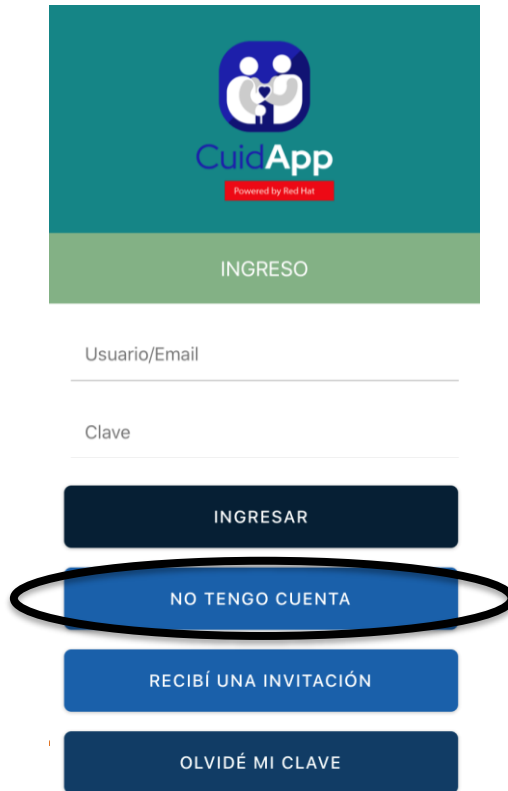 CuidApp
Powered by Red Hat
INGRESO
Usuario/Email
Clave
INGRESAR
NO TENGO CUENTA
RECIBÍ UNA INVITACIÓN
OLVIDÉ MI CLAVE